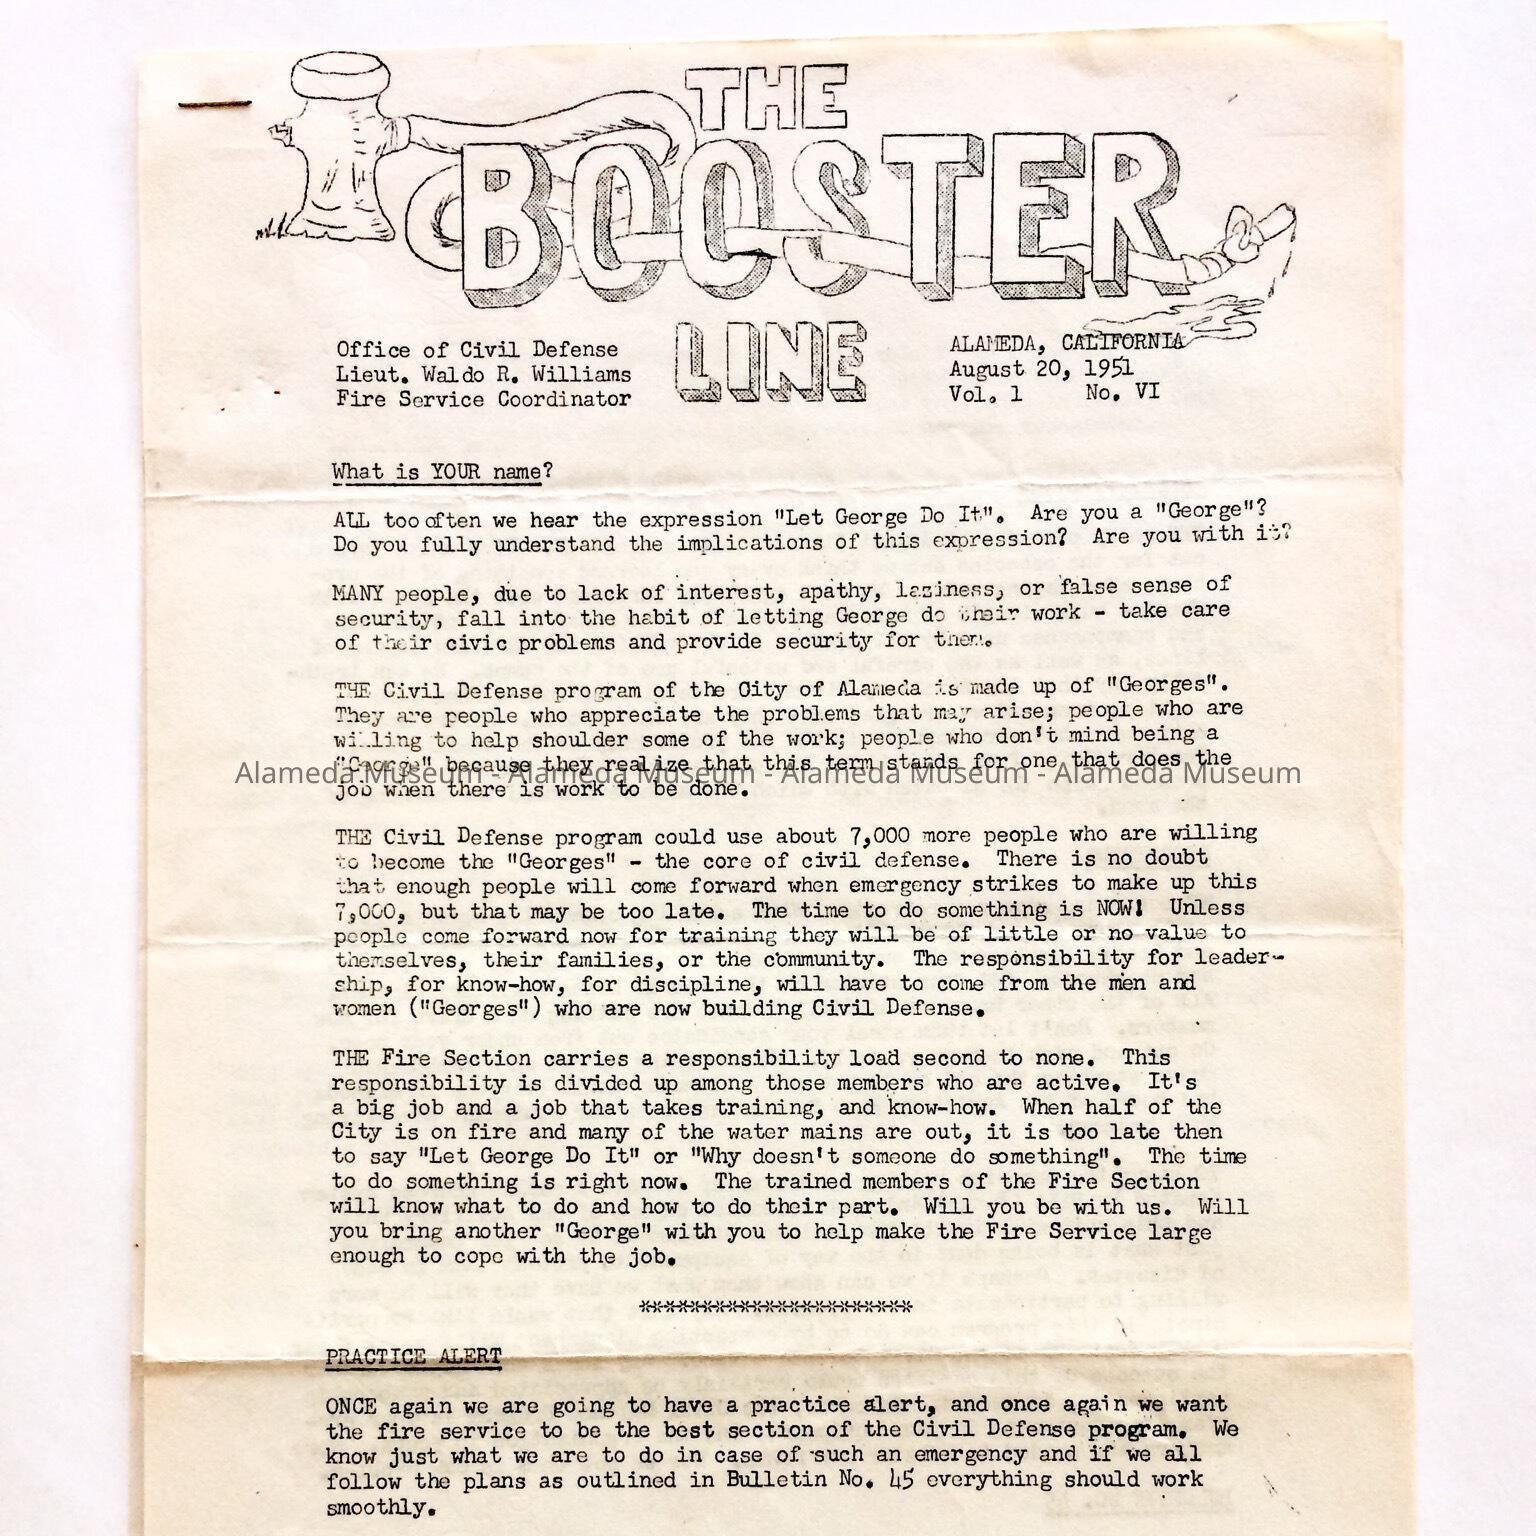 THE
BOOSTER
LINE
Office of Civil Defense
Lieut. Waldo R. Williams
Fire Service Coordinator
ALAMEDA, CALIFORNIA
August 20, 1951
Vol. 1 No. VI
What is YOUR name?
ALL too often we hear the expression "Let George Do It". Are you a "George"?
Do you fully understand the implications of this expression? Are you with it?
MANY people, due to lack of interest, apathy, laziness, or false sense of
security, fall into the habit of letting George do their work - take care
of their civic problems and provide security for them.
THE Civil Defense program of the City of Alameda is made up of "Georges".
They are people who appreciate the problems that may arise; people who are
willing to help shoulder some of the work; people who don't mind being a
"George" because they realize that this term stands for one that does the
Alameda Museum - Alameda Museum - Alameda Museum - Alameda Museum
job when there is work to be done.
THE Civil Defense program could use about 7,000 more people who are willing
to become the "Georges" - the core of civil defense. There is no doubt
that enough people will come forward when emergency strikes to make up this
7,000, but that may be too late. The time to do something is NOW! Unless
people come forward now for training they will be of little or no value to
themselves, their families, or the community. The responsibility for leader-
ship, for know-how, for discipline, will have to come from the men and
women ("Georges") who are now building Civil Defense.
THE Fire Section carries a responsibility load second to none. This
responsibility is divided up among those members who are active. It's
a big job and a job that takes training, and know-how. When half of the
City is on fire and many of the water mains are out, it is too late then
to say "Let George Do It" or "Why doesn't someone do something". The time
to do something is right now. The trained members of the Fire Section
will know what to do and how to do their part. Will you be with us. Will
you bring another "George" with you to help make the Fire Service large
enough to cope with the job.
**********************
PRACTICE ALERT
ONCE again we are going to have a practice alert, and once again we want
the fire service to be the best section of the Civil Defense program. We
know just what we are to do in case of such an emergency and if we all
follow the plans as outlined in Bulletin No. 45 everything should work
smoothly.